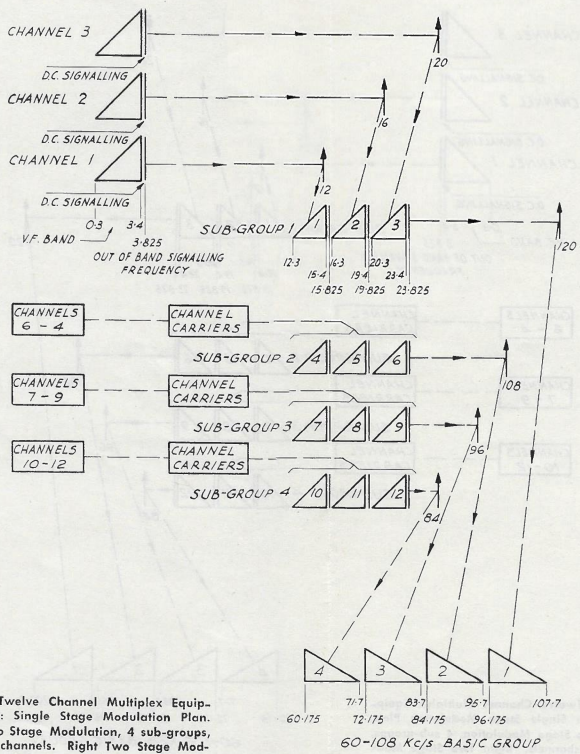 CHANNEL 3
20
D.C. SIGNALLING
CHANNEL 2
16
D.C. SIGNALLING
CHANNEL 1
12
D.C. SIGNALLING
0·3
3·4
V.F. BAND
3·825
OUT OF BAND SIGNALLING
FREQUENCY
SUB-GROUP 1
1
2
3
120
12·3
16·3
20·3
15·4
19·4
23·4
15·825
19·825
23·825
CHANNELS
6 - 4
CHANNEL
CARRIERS
SUB-GROUP 2
4
5
6
108
CHANNELS
7 - 9
CHANNEL
CARRIERS
SUB-GROUP 3
7
8
9
96
CHANNELS
10-12
CHANNEL
CARRIERS
SUB-GROUP 4
10
11
12
84
4
3
2
1
71·7
83·7
95·7
107·7
60·175
72·175
84·175
96·175
60-108 Kc/s BASIC GROUP
Twelve Channel Multiplex Equip-
: Single Stage Modulation Plan.
o Stage Modulation, 4 sub-groups,
channels. Right Two Stage Mod-